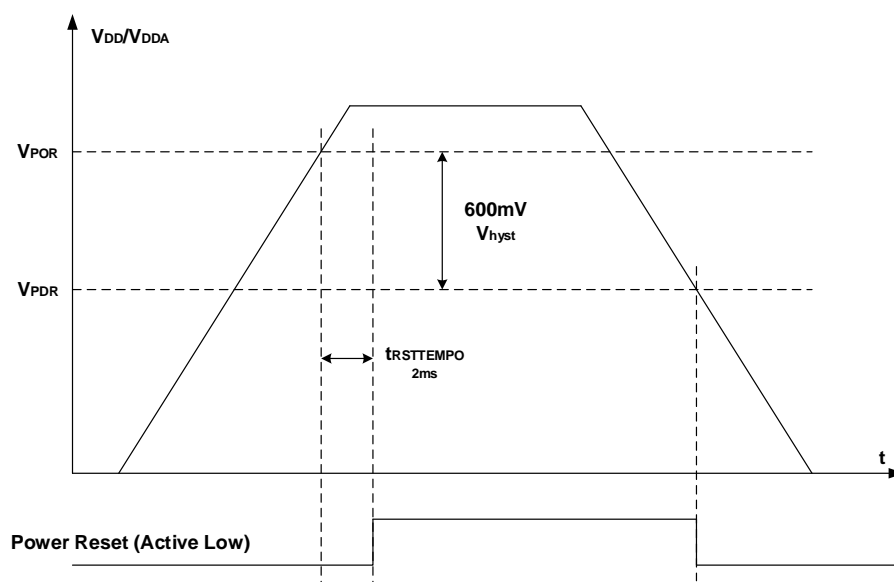 VDD/VDDA
VPOR
600mV
Vhyst
VPDR
tRSTTEMPO
2ms
t
Power Reset (Active Low)